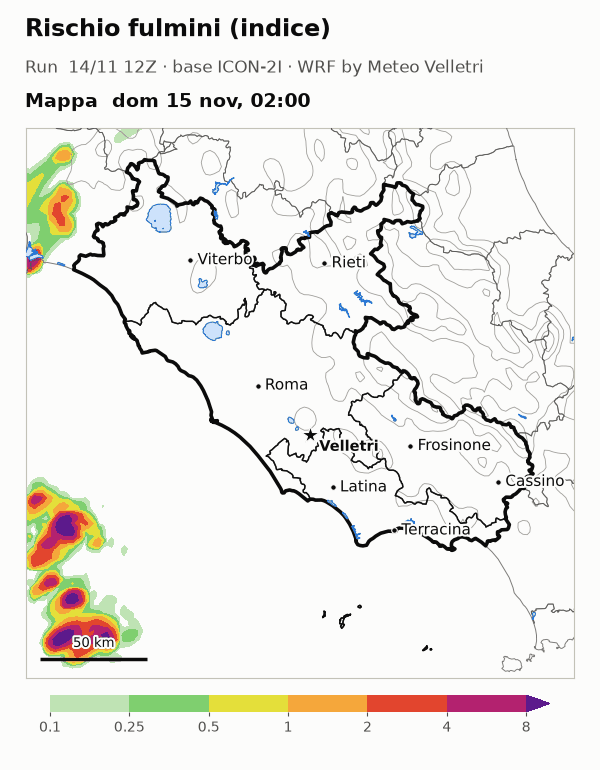 Rischio fulmini (indice)
Run  14/11 12Z · base ICON-2I · WRF by Meteo Velletri
Mappa  dom 15 nov, 02:00
Viterbo
Rieti
Roma
Velletri
Frosinone
Cassino
Latina
Terracina
50 km
0.1 0.25 0.5 1 2 4 8